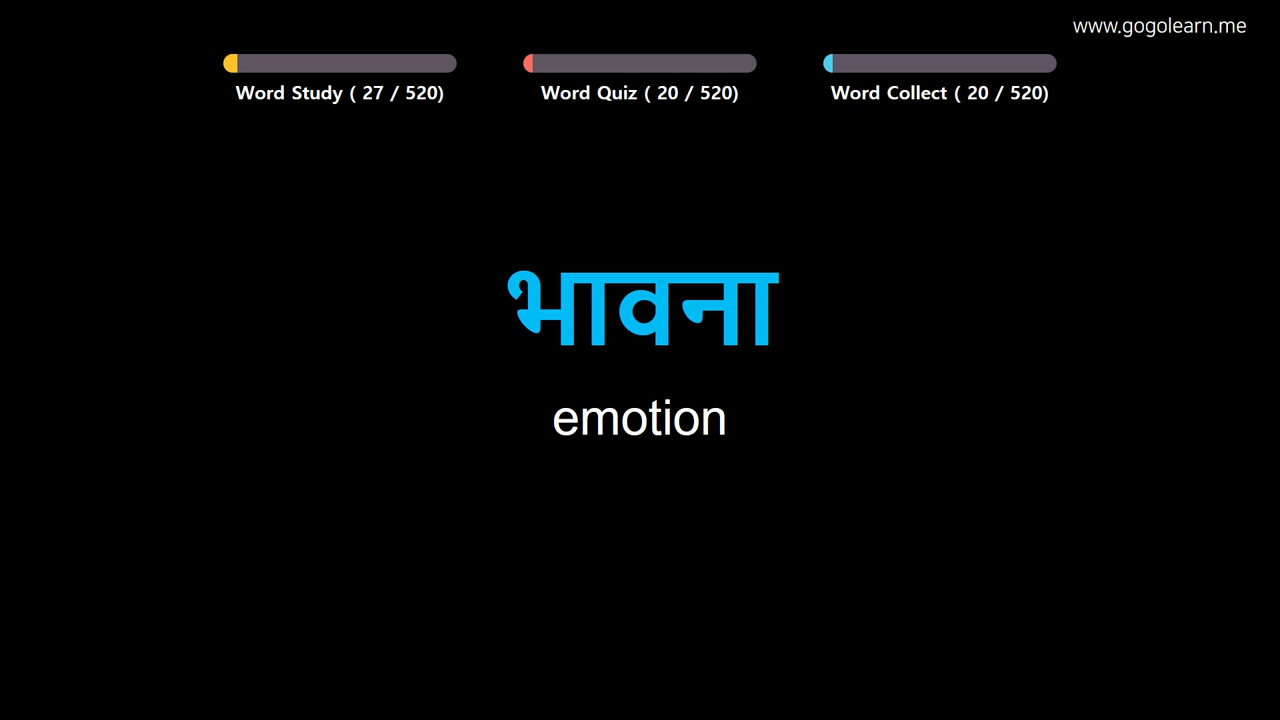 www.gogolearn.me
Word Study ( 27 / 520)
Word Quiz ( 20 / 520)
Word Collect ( 20 / 520)
भावना
emotion